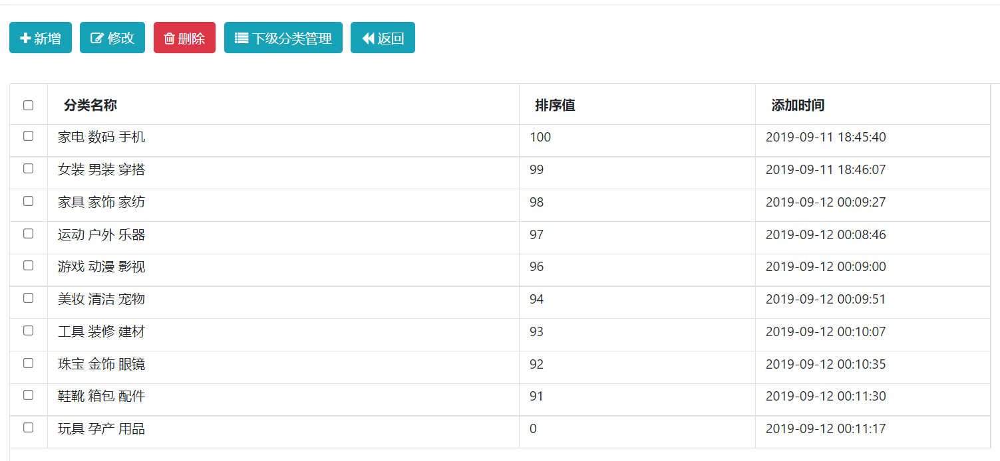 新增 修改 删除 下级分类管理 返回
分类名称 排序值 添加时间
家电 数码 手机 100 2019-09-11 18:45:40
女装 男装 穿搭 99 2019-09-11 18:46:07
家具 家饰 家纺 98 2019-09-12 00:09:27
运动 户外 乐器 97 2019-09-12 00:08:46
游戏 动漫 影视 96 2019-09-12 00:09:00
美妆 清洁 宠物 94 2019-09-12 00:09:51
工具 装修 建材 93 2019-09-12 00:10:07
珠宝 金饰 眼镜 92 2019-09-12 00:10:35
鞋靴 箱包 配件 91 2019-09-12 00:11:30
玩具 孕产 用品 0 2019-09-12 00:11:17